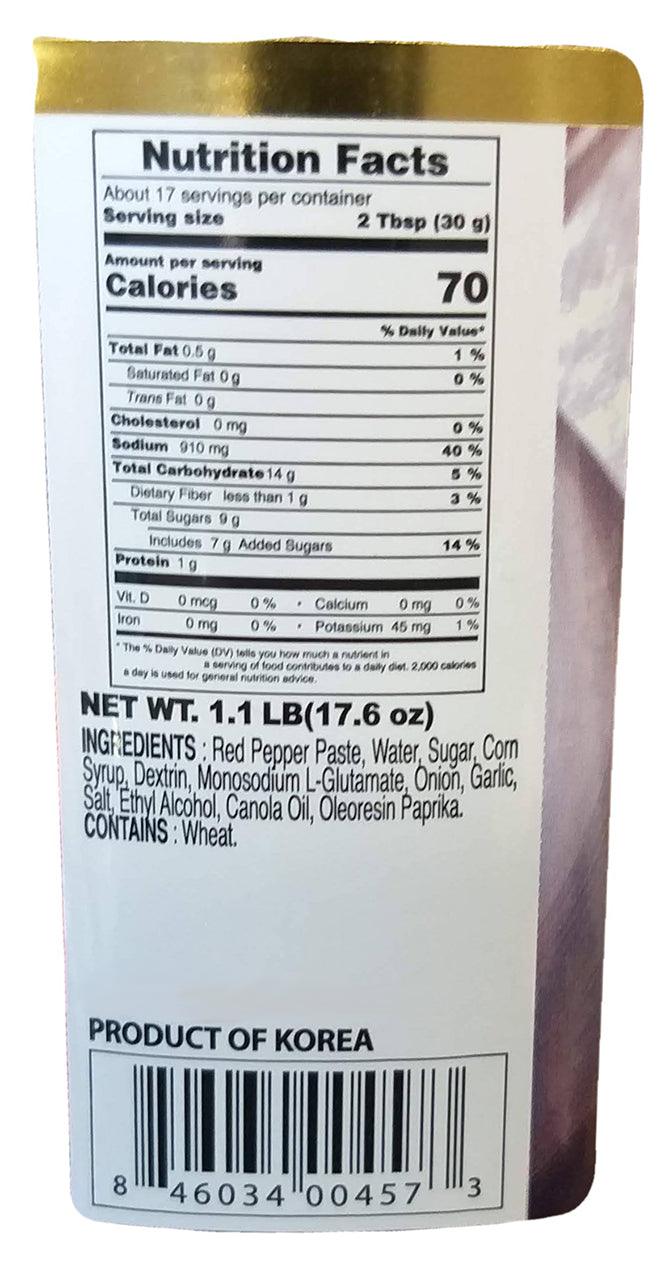 Nutrition Facts
About 17 servings per container
Serving size 2 Tbsp (30 g)
Amount per serving
Calories 70
% Daily Value*
Total Fat 0.5 g 1 %
Saturated Fat 0 g 0 %
Trans Fat 0 g
Cholesterol 0 mg 0 %
Sodium 910 mg 40 %
Total Carbohydrate 14 g 5 %
Dietary Fiber less than 1 g 3 %
Total Sugars 9 g
Includes 7 g Added Sugars 14 %
Protein 1 g
Vit. D 0 mcg 0 % • Calcium 0 mg 0 %
Iron 0 mg 0 % • Potassium 45 mg 1 %
* The % Daily Value (DV) tells you how much a nutrient in
a serving of food contributes to a daily diet. 2,000 calories
a day is used for general nutrition advice.
NET WT. 1.1 LB(17.6 oz)
INGREDIENTS : Red Pepper Paste, Water, Sugar, Corn
Syrup, Dextrin, Monosodium L-Glutamate, Onion, Garlic,
Salt, Ethyl Alcohol, Canola Oil, Oleoresin Paprika.
CONTAINS : Wheat.
PRODUCT OF KOREA
8 46034 00457 3